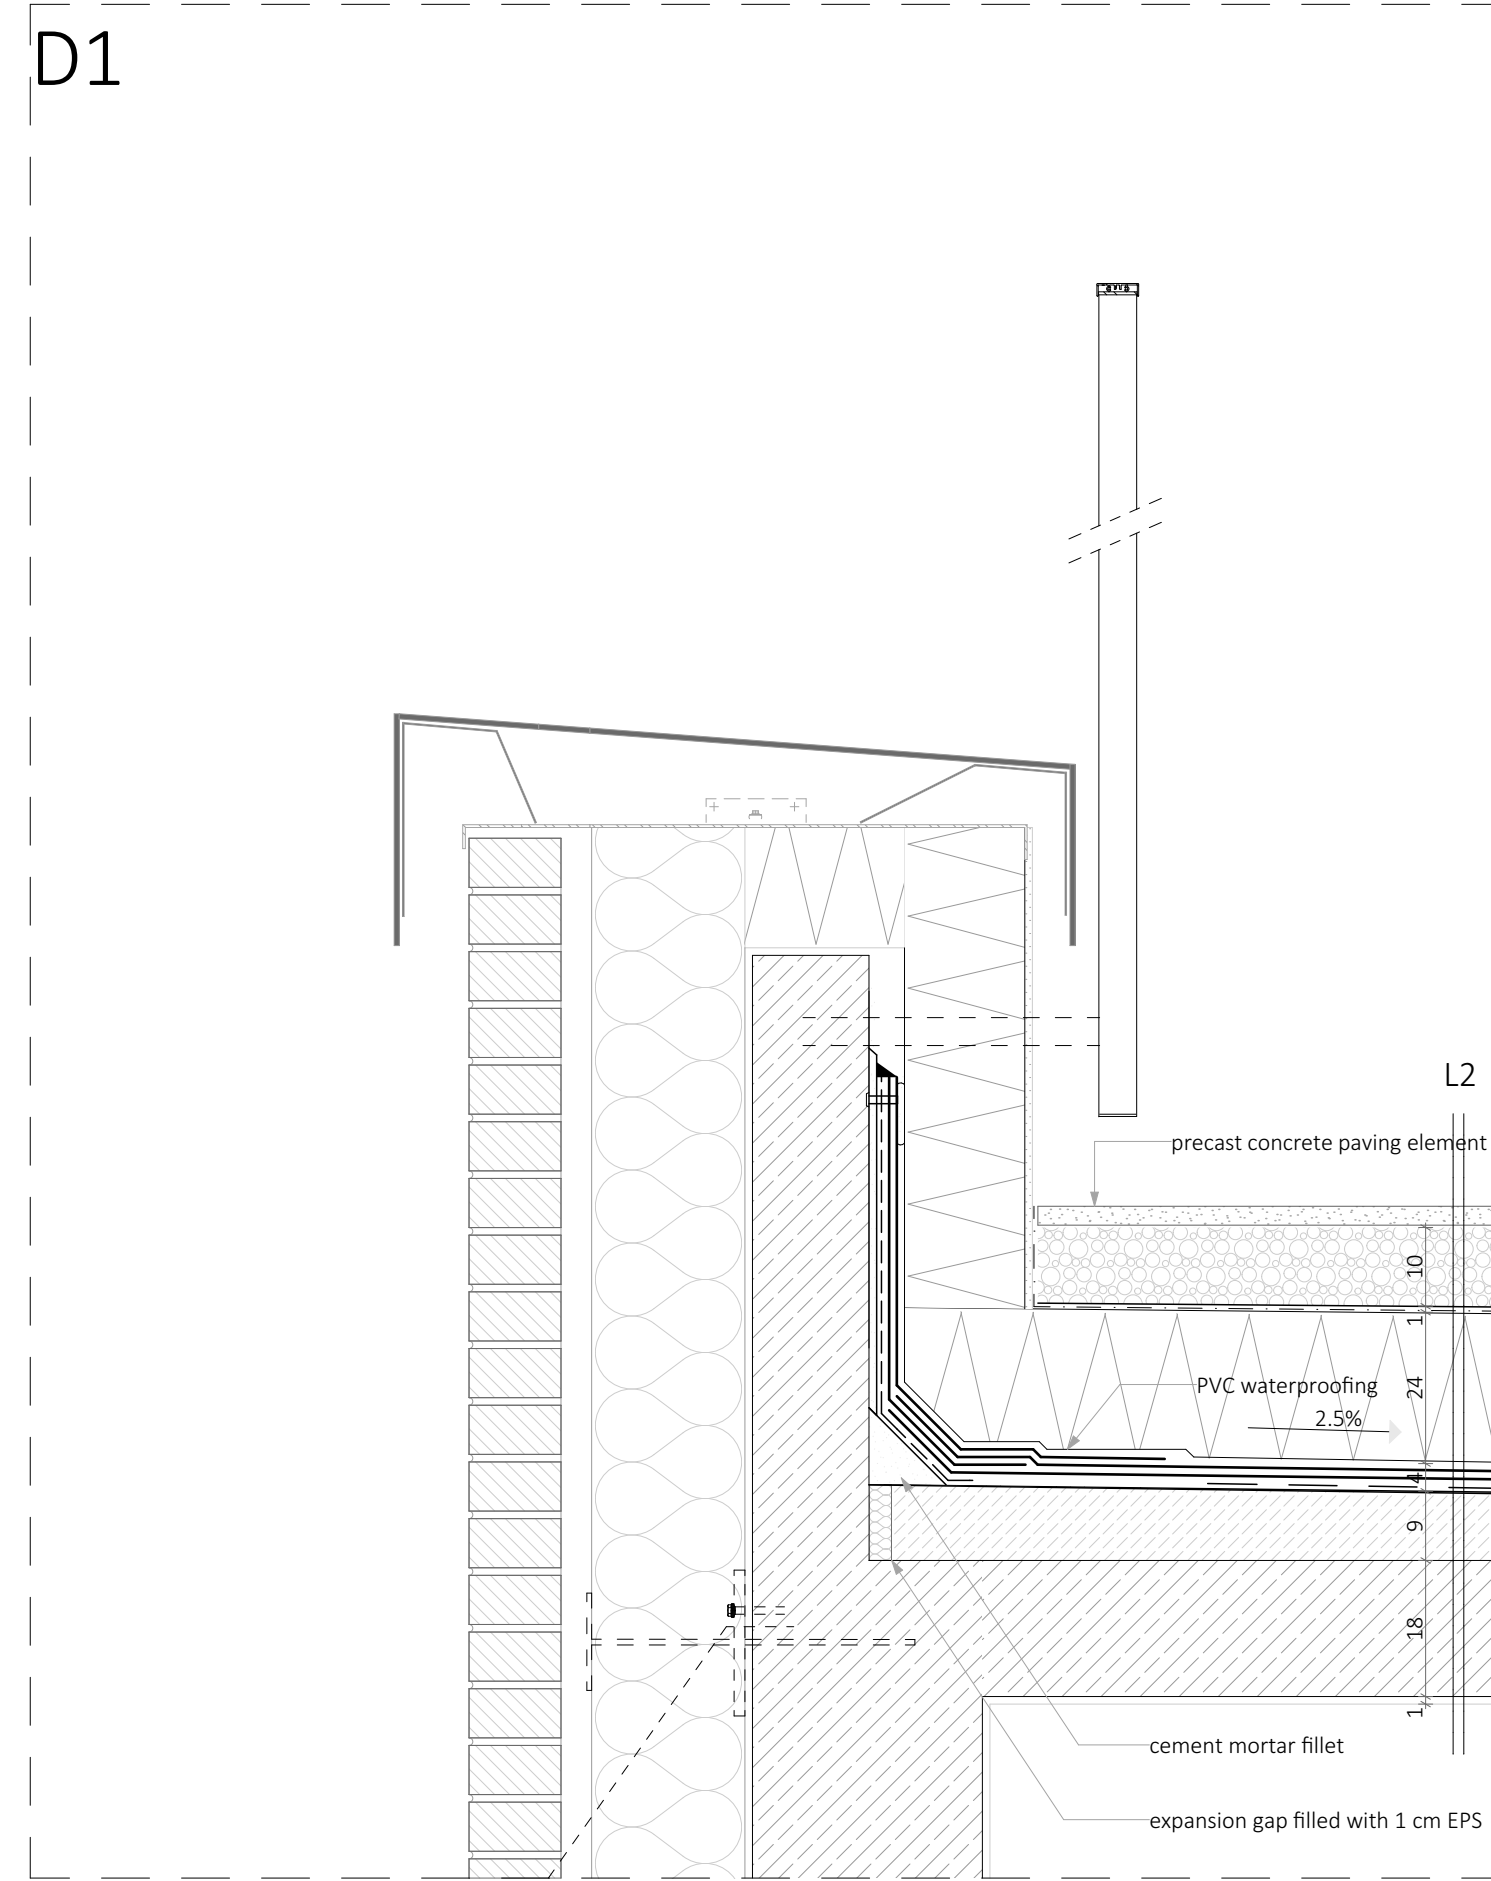 D1
L2
precast concrete paving element
10
1
PVC waterproofing
24
2.5%
4
9
18
1
cement mortar fillet
expansion gap filled with 1 cm EPS